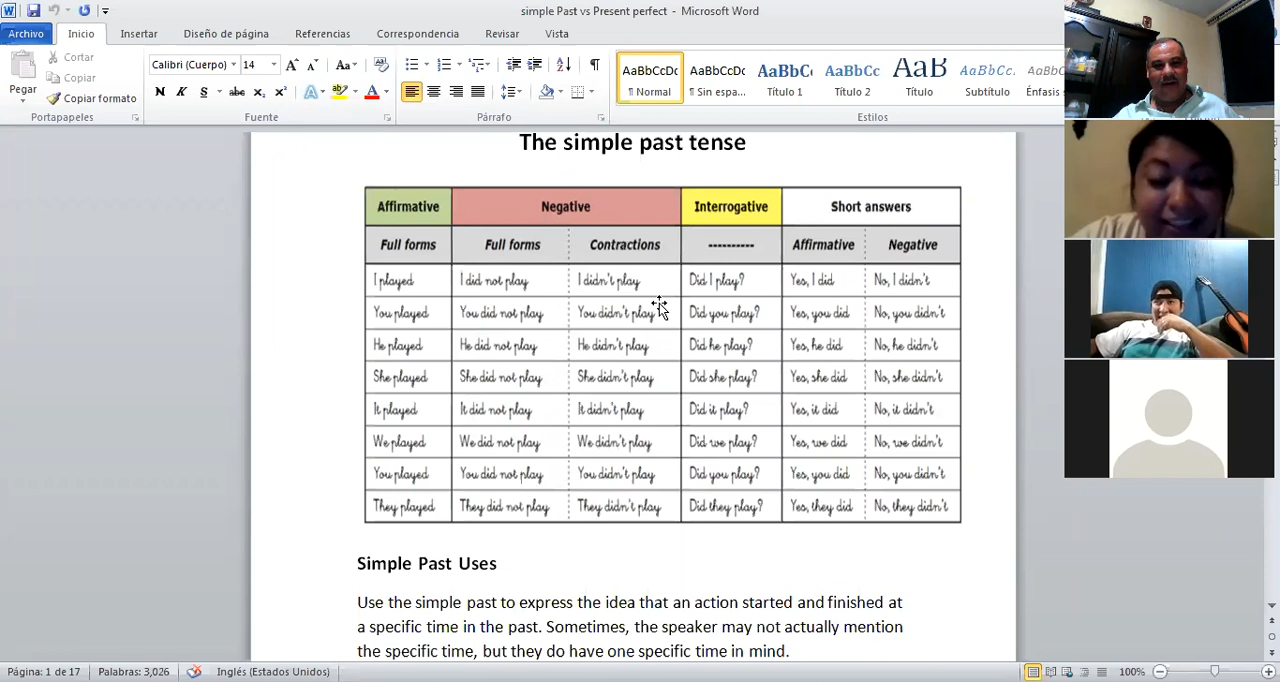 simple Past vs Present perfect - Microsoft Word
Archivo Inicio Insertar Diseño de página Referencias Correspondencia Revisar Vista
Pegar
Cortar
Copiar
Copiar formato
Portapapeles
Calibri (Cuerpo) 14 Aa
N K S abc x₂ x² A ab A
Fuente
Párrafo
AaBbCcDc AaBbCcDc AaBbC AaBbCc AaB AaBbCc AaBbCc
¶ Normal ¶ Sin espa... Título 1 Título 2 Título Subtítulo Énfasis
Estilos
The simple past tense
Affirmative Negative Interrogative Short answers
Full forms Full forms Contractions ---------- Affirmative Negative
I played I did not play I didn't play Did I play? Yes, I did No, I didn't
You played You did not play You didn't play Did you play? Yes, you did No, you didn't
He played He did not play He didn't play Did he play? Yes, he did No, he didn't
She played She did not play She didn't play Did she play? Yes, she did No, she didn't
It played It did not play It didn't play Did it play? Yes, it did No, it didn't
We played We did not play We didn't play Did we play? Yes, we did No, we didn't
You played You did not play You didn't play Did you play? Yes, you did No, you didn't
They played They did not play They didn't play Did they play? Yes, they did No, they didn't
Simple Past Uses
Use the simple past to express the idea that an action started and finished at
a specific time in the past. Sometimes, the speaker may not actually mention
the specific time, but they do have one specific time in mind.
Página: 1 de 17 Palabras: 3,026 Inglés (Estados Unidos) 100%